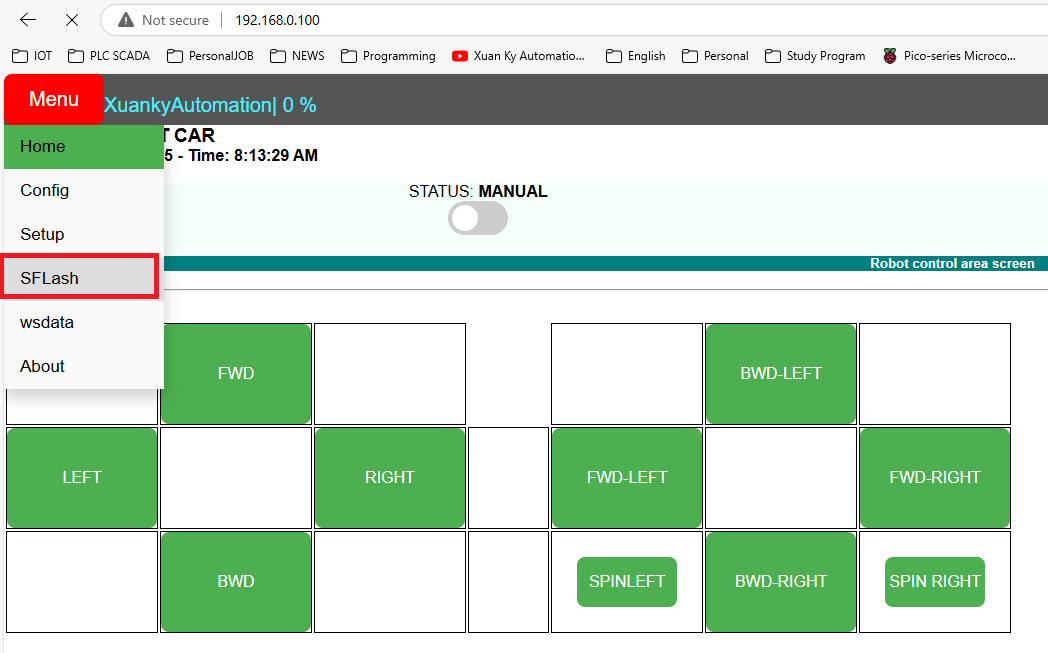 Not secure 192.168.0.100
IOT PLC SCADA PersonalJOB NEWS Programming Xuan Ky Automatio... English Personal Study Program Pico-series Microco...
Menu XuankyAutomation| 0 %
T CAR
Home 5 - Time: 8:13:29 AM
Config STATUS: MANUAL
Setup
Robot control area screen
SFLash
wsdata
About
FWD BWD-LEFT
LEFT RIGHT FWD-LEFT FWD-RIGHT
BWD SPINLEFT BWD-RIGHT SPIN RIGHT